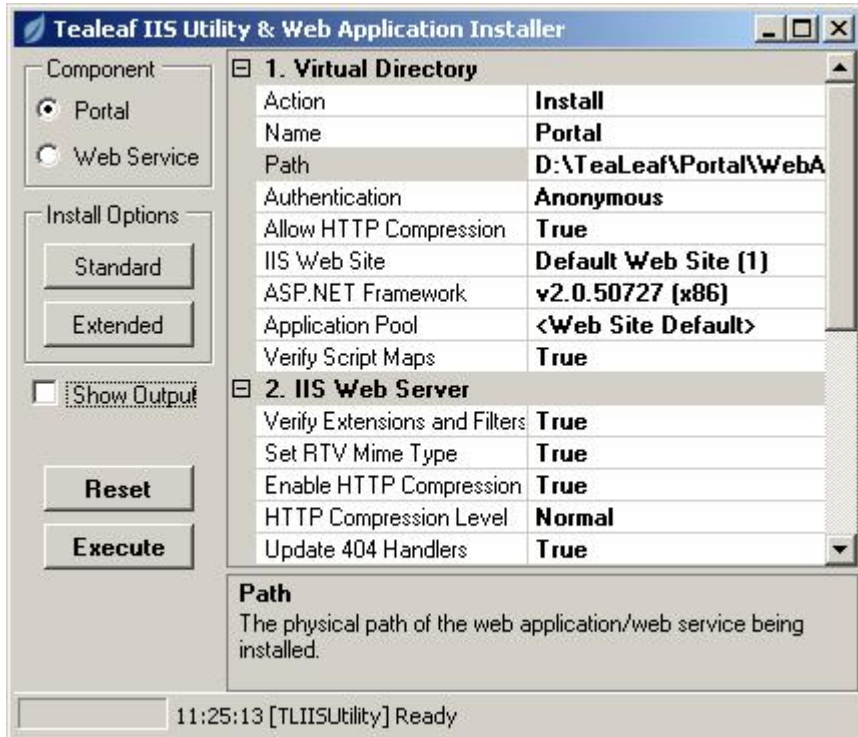 Tealeaf IIS Utility & Web Application Installer
Component
Portal
Web Service
Install Options
Standard
Extended
Show Output
Reset
Execute
1. Virtual Directory
Action Install
Name Portal
Path D:\TeaLeaf\Portal\WebA
Authentication Anonymous
Allow HTTP Compression True
IIS Web Site Default Web Site (1)
ASP.NET Framework v2.0.50727 (x86)
Application Pool <Web Site Default>
Verify Script Maps True
2. IIS Web Server
Verify Extensions and Filters True
Set RTV Mime Type True
Enable HTTP Compression True
HTTP Compression Level Normal
Update 404 Handlers True
Path
The physical path of the web application/web service being
installed.
11:25:13 [TLIISUtility] Ready